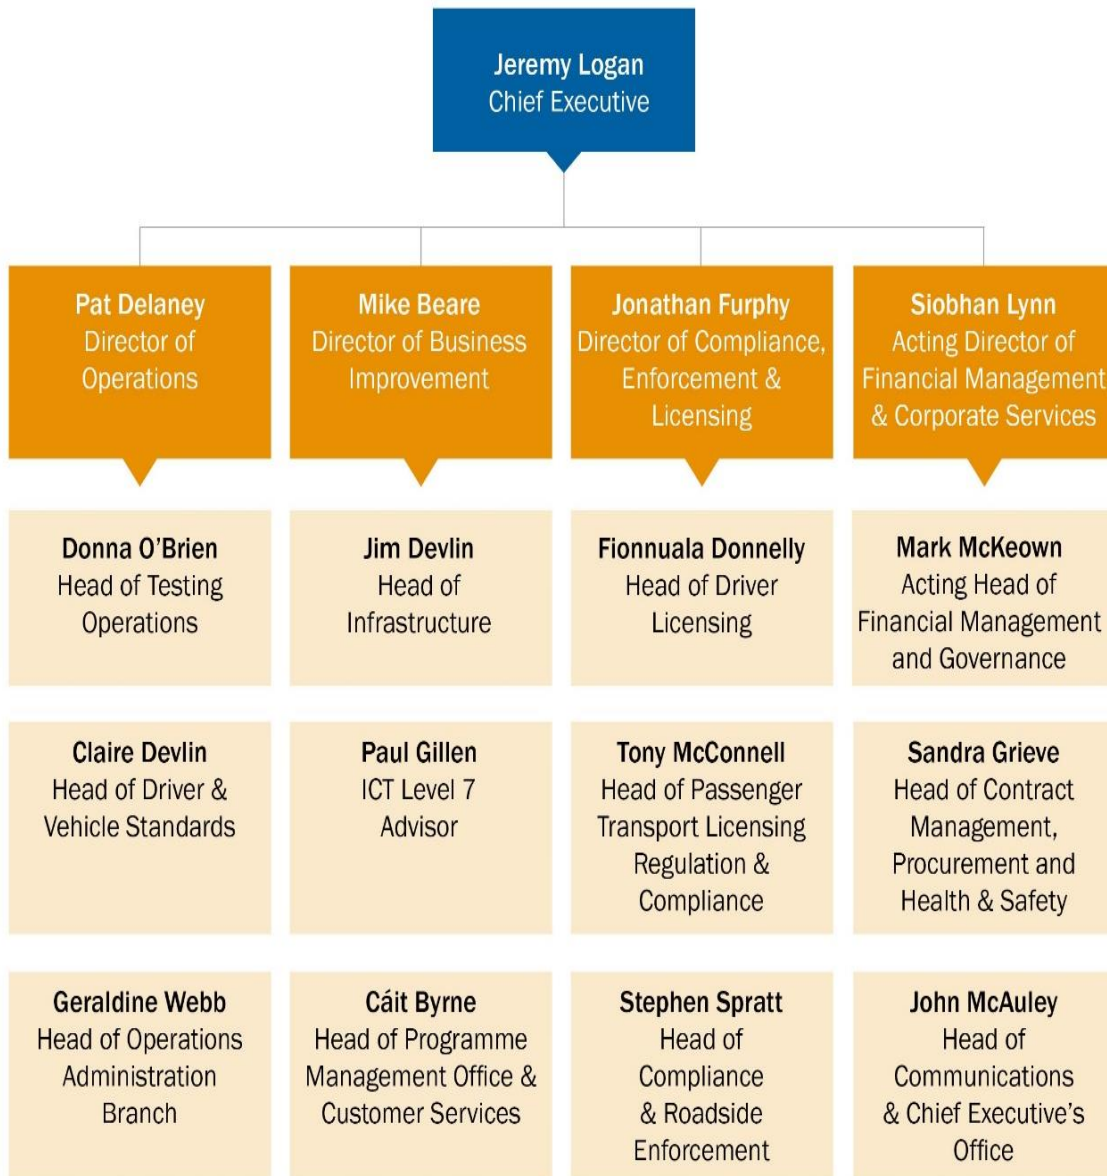 Jeremy Logan
Chief Executive
Pat Delaney
Director of
Operations
Mike Beare
Director of Business
Improvement
Jonathan Furphy
Director of Compliance,
Enforcement &
Licensing
Siobhan Lynn
Acting Director of
Financial Management
& Corporate Services
Donna O’Brien
Head of Testing
Operations
Jim Devlin
Head of
Infrastructure
Fionnuala Donnelly
Head of Driver
Licensing
Mark McKeown
Acting Head of
Financial Management
and Governance
Claire Devlin
Head of Driver &
Vehicle Standards
Paul Gillen
ICT Level 7
Advisor
Tony McConnell
Head of Passenger
Transport Licensing
Regulation &
Compliance
Sandra Grieve
Head of Contract
Management,
Procurement and
Health & Safety
Geraldine Webb
Head of Operations
Administration
Branch
Cáit Byrne
Head of Programme
Management Office &
Customer Services
Stephen Spratt
Head of
Compliance
& Roadside
Enforcement
John McAuley
Head of
Communications
& Chief Executive’s
Office